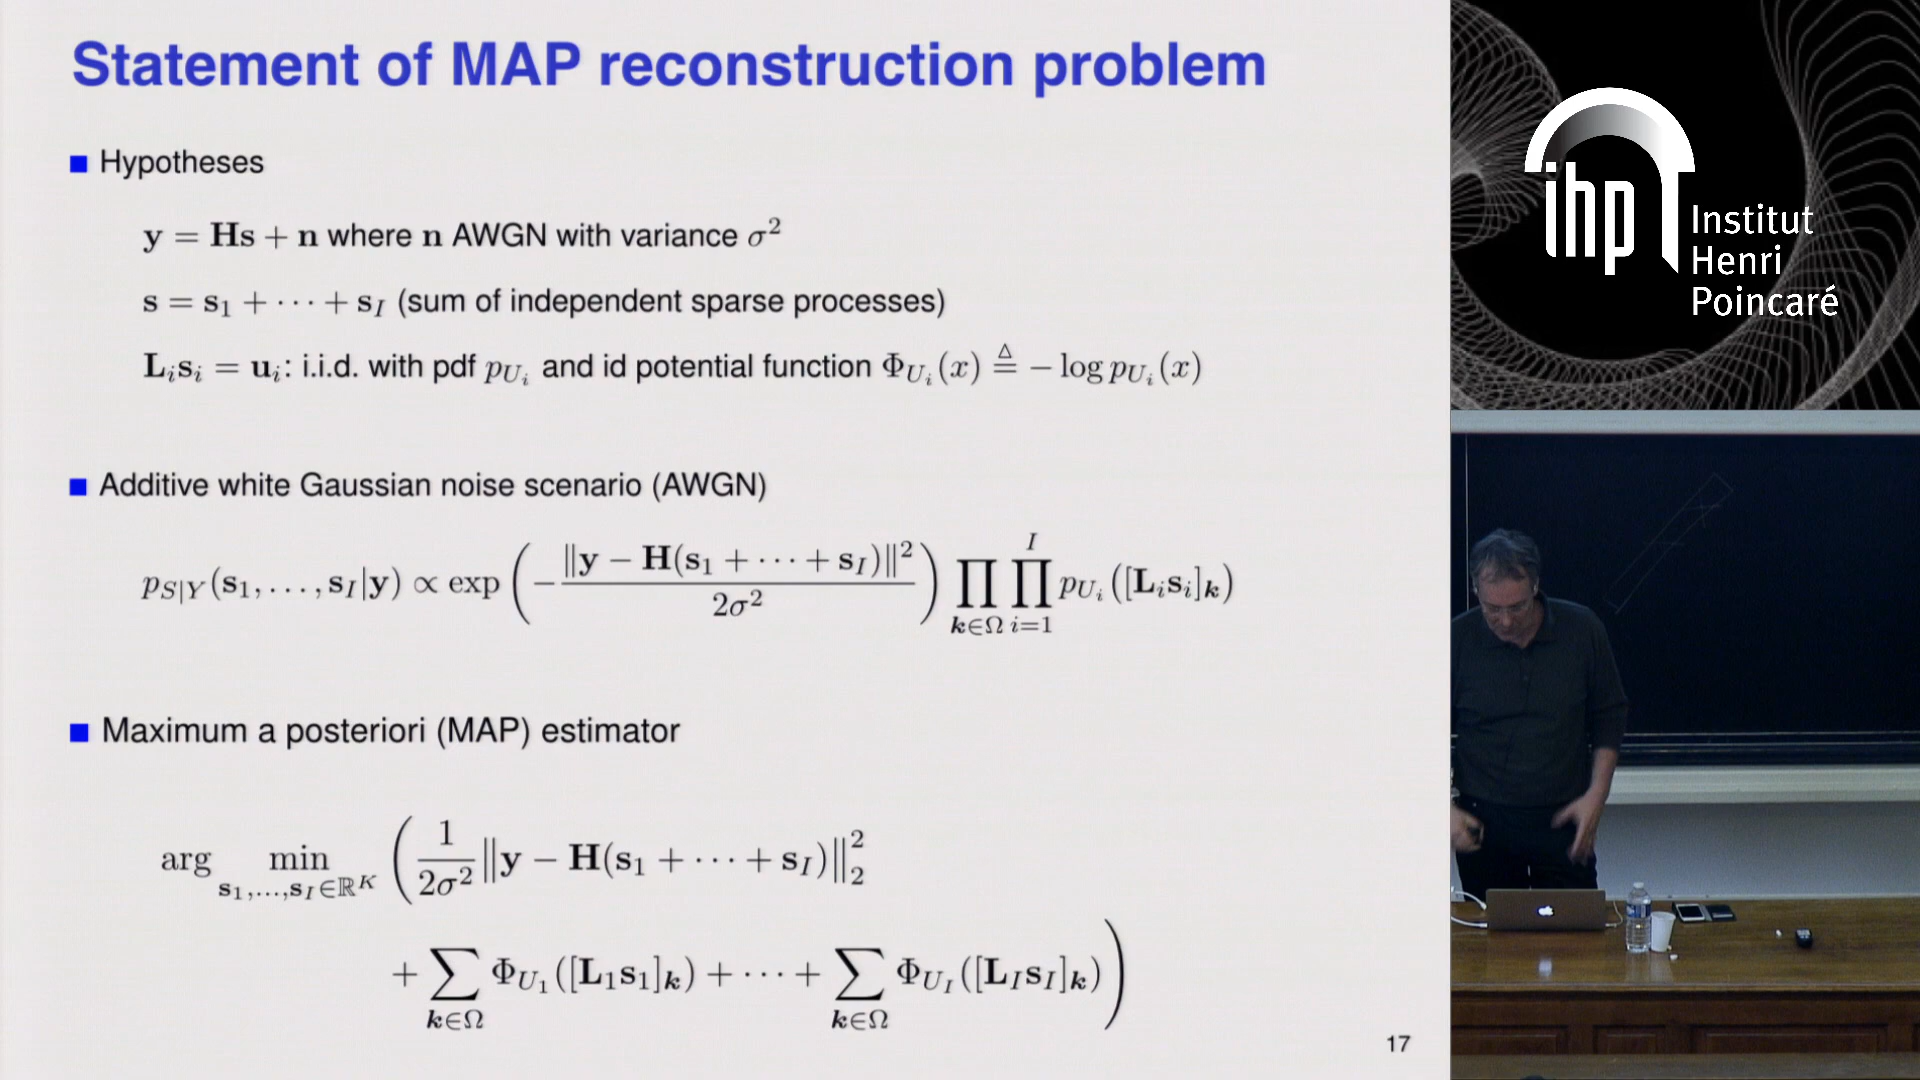 Statement of MAP reconstruction problem
Hypotheses
y = Hs + n where n AWGN with variance σ²
s = s₁ + ⋯ + s_I (sum of independent sparse processes)
L_i s_i = u_i: i.i.d. with pdf p_{U_i} and id potential function Φ_{U_i}(x) ≜ − log p_{U_i}(x)
Additive white Gaussian noise scenario (AWGN)
p_{S|Y}(s₁, …, s_I|y) ∝ exp (−‖y − H(s₁ + ⋯ + s_I)‖² / 2σ²) ∏_{k∈Ω} ∏_{i=1}^{I} p_{U_i}([L_i s_i]_k)
Maximum a posteriori (MAP) estimator
arg min_{s₁,…,s_I∈ℝ^K} ( 1/2σ² ‖y − H(s₁ + ⋯ + s_I)‖₂²
+ ∑_{k∈Ω} Φ_{U₁}([L₁s₁]_k) + ⋯ + ∑_{k∈Ω} Φ_{U_I}([L_I s_I]_k) )
17
ihp
Institut
Henri
Poincaré